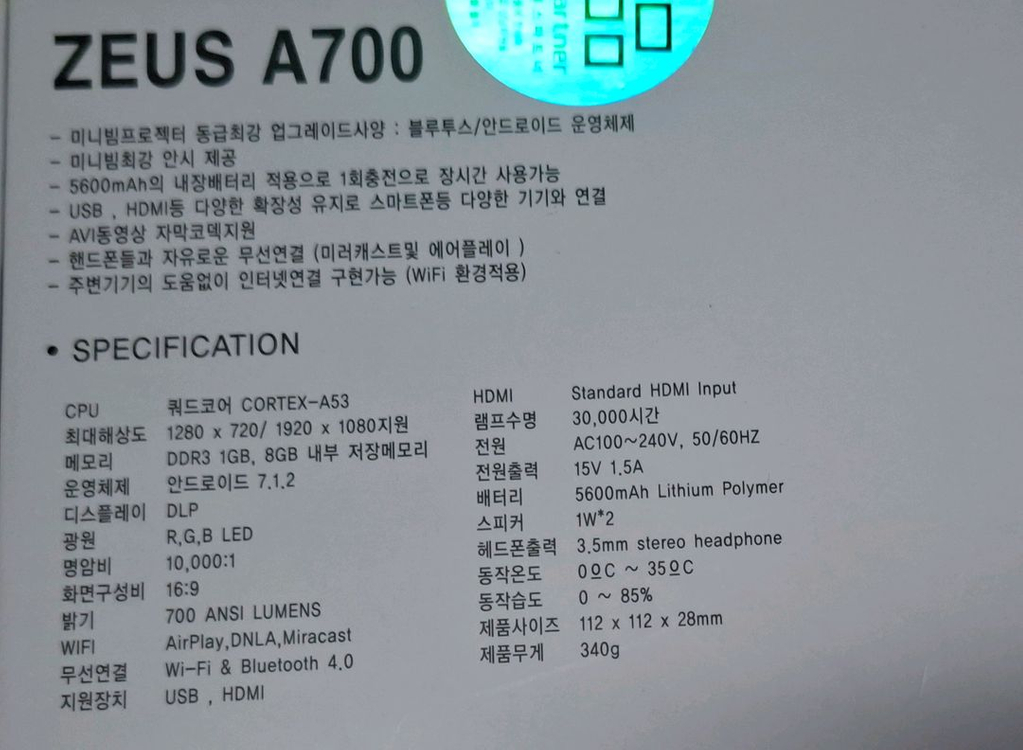 ZEUS A700
artner
- 미니빔프로젝터 동급최강 업그레이드사양 : 블루투스/안드로이드 운영체제
- 미니빔최강 안시 제공
- 5600mAh의 내장배터리 적용으로 1회충전으로 장시간 사용가능
- USB , HDMI등 다양한 확장성 유지로 스마트폰등 다양한 기기와 연결
- AVI동영상 자막코덱지원
- 핸드폰들과 자유로운 무선연결 (미러캐스트및 에어플레이 )
- 주변기기의 도움없이 인터넷연결 구현가능 (WiFi 환경적용)
• SPECIFICATION
CPU 쿼드코어 CORTEX-A53
최대해상도 1280 x 720/ 1920 x 1080지원
메모리 DDR3 1GB, 8GB 내부 저장메모리
운영체제 안드로이드 7.1.2
디스플레이 DLP
광원 R,G,B LED
명암비 10,000:1
화면구성비 16:9
밝기 700 ANSI LUMENS
WIFI AirPlay,DNLA,Miracast
무선연결 Wi-Fi & Bluetooth 4.0
지원장치 USB , HDMI
HDMI Standard HDMI Input
램프수명 30,000시간
전원 AC100~240V, 50/60HZ
전원출력 15V 1.5A
배터리 5600mAh Lithium Polymer
스피커 1W*2
헤드폰출력 3.5mm stereo headphone
동작온도 0ºC ~ 35ºC
동작습도 0 ~ 85%
제품사이즈 112 x 112 x 28mm
제품무게 340g